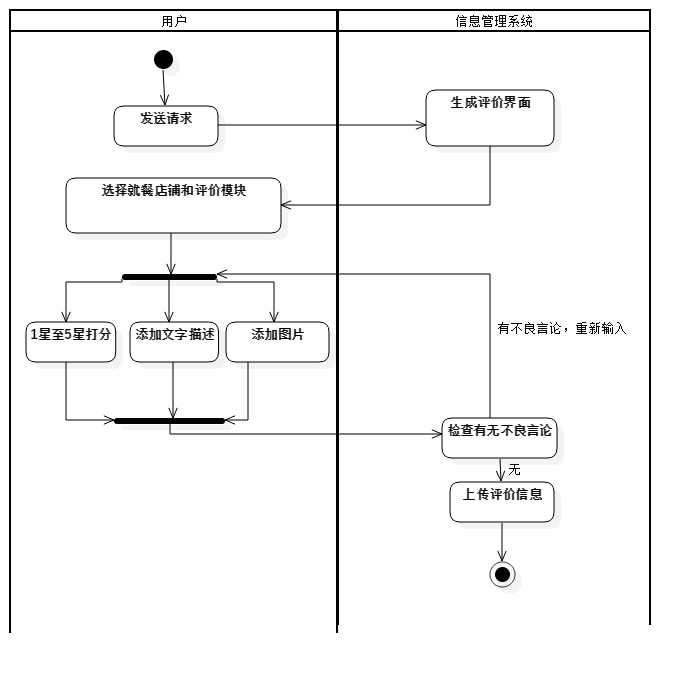 用户
信息管理系统
发送请求
生成评价界面
选择就餐店铺和评价模块
1星至5星打分
添加文字描述
添加图片
有不良言论，重新输入
检查有无不良言论
无
上传评价信息